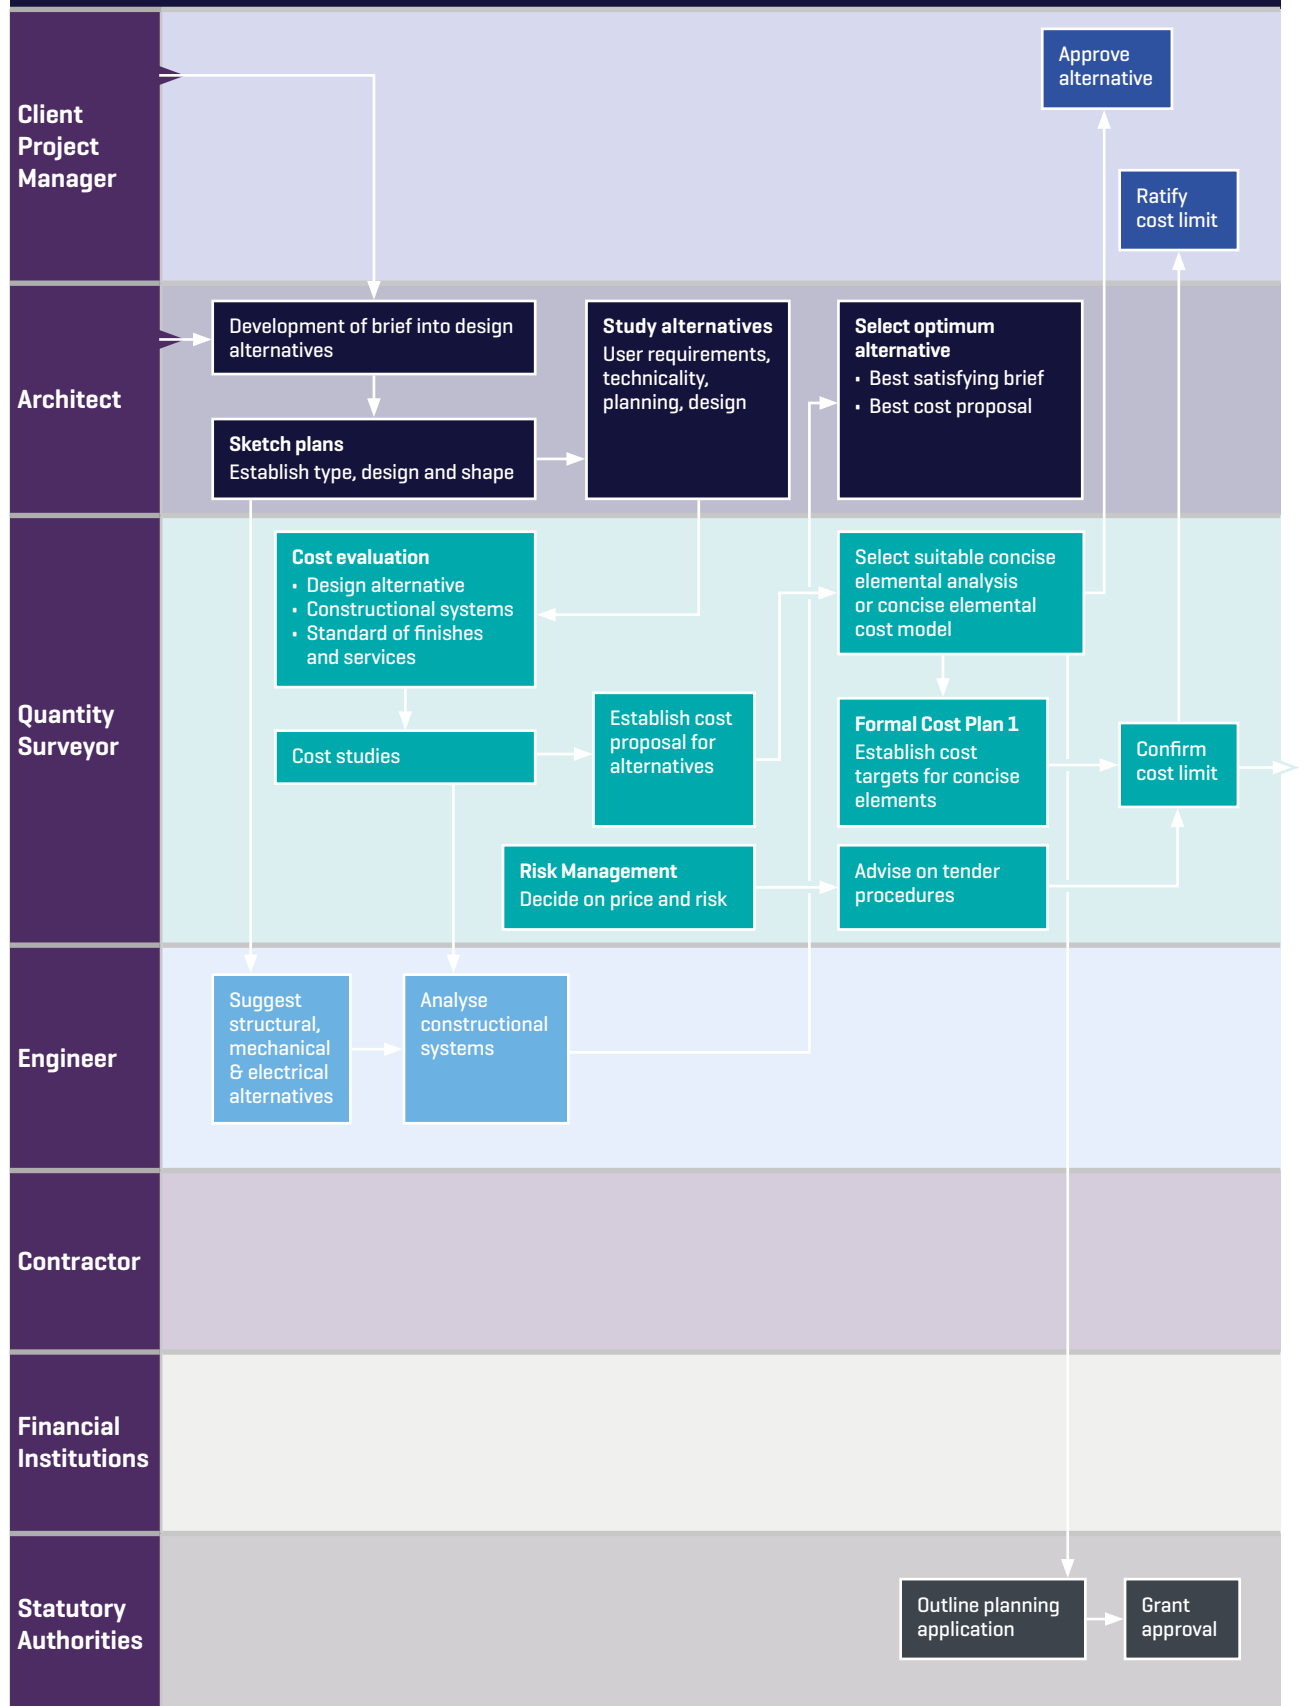 Client
Project
Manager
Approve
alternative
Ratify
cost limit
Architect
Development of brief into design
alternatives
Sketch plans
Establish type, design and shape
Study alternatives
User requirements,
technicality,
planning, design
Select optimum
alternative
• Best satisfying brief
• Best cost proposal
Quantity
Surveyor
Cost evaluation
• Design alternative
• Constructional systems
• Standard of finishes
and services
Cost studies
Establish cost
proposal for
alternatives
Select suitable concise
elemental analysis
or concise elemental
cost model
Formal Cost Plan 1
Establish cost
targets for concise
elements
Confirm
cost limit
Risk Management
Decide on price and risk
Advise on tender
procedures
Engineer
Suggest
structural,
mechanical
& electrical
alternatives
Analyse
constructional
systems
Contractor
Financial
Institutions
Statutory
Authorities
Outline planning
application
Grant
approval